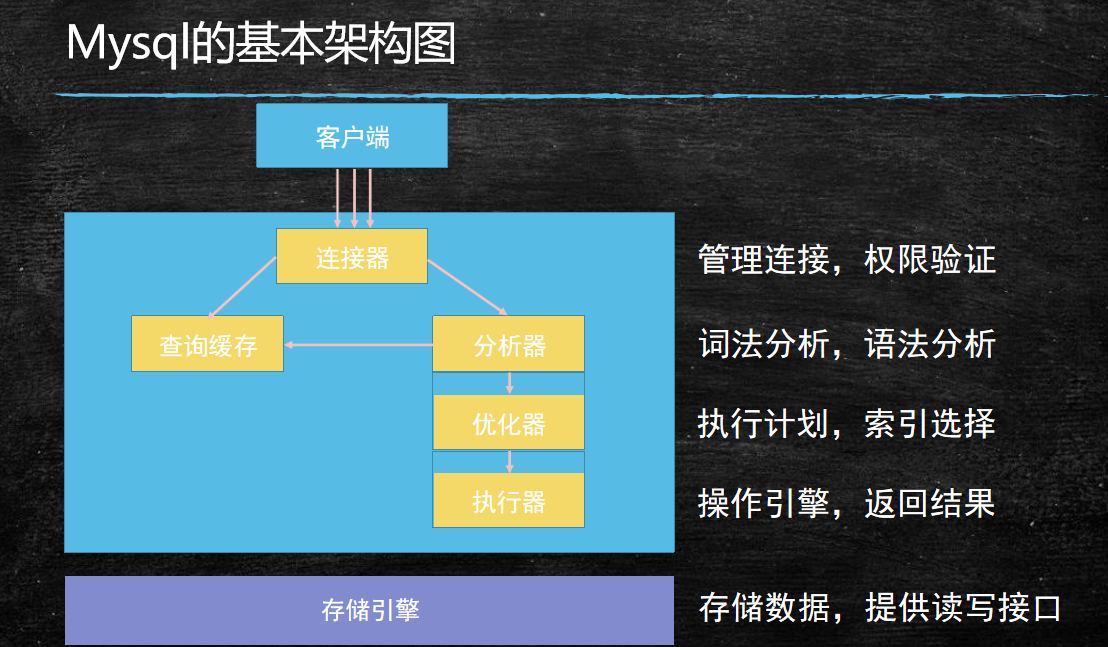 Mysql的基本架构图
客户端
连接器
管理连接，权限验证
查询缓存
分析器
词法分析，语法分析
优化器
执行计划，索引选择
执行器
操作引擎，返回结果
存储引擎
存储数据，提供读写接口